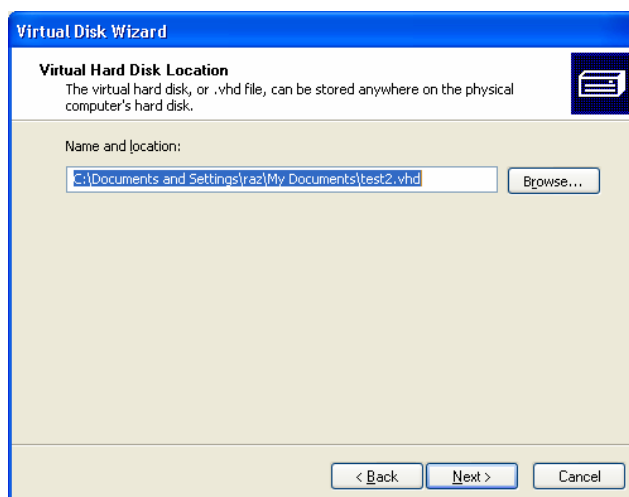 Virtual Disk Wizard
Virtual Hard Disk Location
The virtual hard disk, or .vhd file, can be stored anywhere on the physical
computer's hard disk.
Name and location:
C:\Documents and Settings\raz\My Documents\test2.vhd
Browse...
< Back
Next >
Cancel